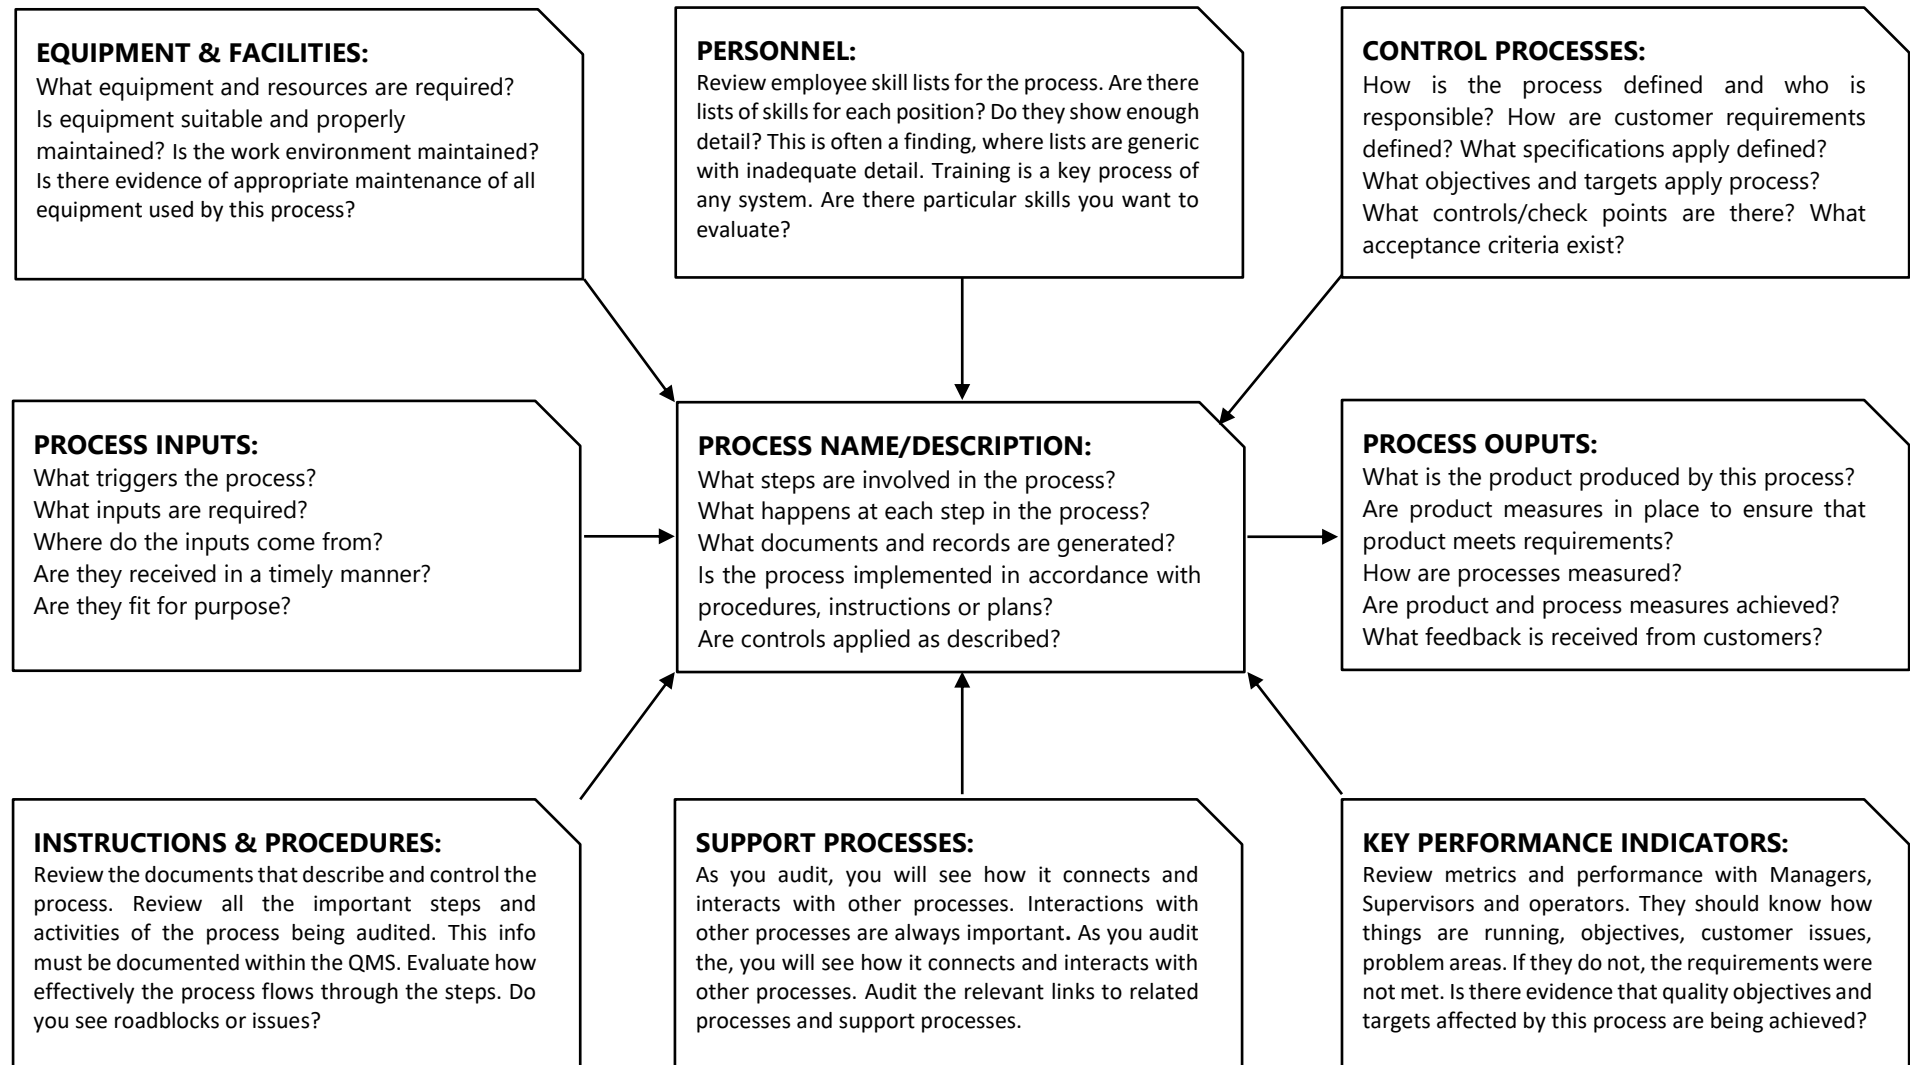 EQUIPMENT & FACILITIES:
What equipment and resources are required?
Is equipment suitable and properly
maintained? Is the work environment maintained?
Is there evidence of appropriate maintenance of all
equipment used by this process?
PERSONNEL:
Review employee skill lists for the process. Are there
lists of skills for each position? Do they show enough
detail? This is often a finding, where lists are generic
with inadequate detail. Training is a key process of
any system. Are there particular skills you want to
evaluate?
CONTROL PROCESSES:
How is the process defined and who is
responsible? How are customer requirements
defined? What specifications apply defined?
What objectives and targets apply process?
What controls/check points are there? What
acceptance criteria exist?
PROCESS INPUTS:
What triggers the process?
What inputs are required?
Where do the inputs come from?
Are they received in a timely manner?
Are they fit for purpose?
PROCESS NAME/DESCRIPTION:
What steps are involved in the process?
What happens at each step in the process?
What documents and records are generated?
Is the process implemented in accordance with
procedures, instructions or plans?
Are controls applied as described?
PROCESS OUPUTS:
What is the product produced by this process?
Are product measures in place to ensure that
product meets requirements?
How are processes measured?
Are product and process measures achieved?
What feedback is received from customers?
INSTRUCTIONS & PROCEDURES:
Review the documents that describe and control the
process. Review all the important steps and
activities of the process being audited. This info
must be documented within the QMS. Evaluate how
effectively the process flows through the steps. Do
you see roadblocks or issues?
SUPPORT PROCESSES:
As you audit, you will see how it connects and
interacts with other processes. Interactions with
other processes are always important. As you audit
the, you will see how it connects and interacts with
other processes. Audit the relevant links to related
processes and support processes.
KEY PERFORMANCE INDICATORS:
Review metrics and performance with Managers,
Supervisors and operators. They should know how
things are running, objectives, customer issues,
problem areas. If they do not, the requirements were
not met. Is there evidence that quality objectives and
targets affected by this process are being achieved?